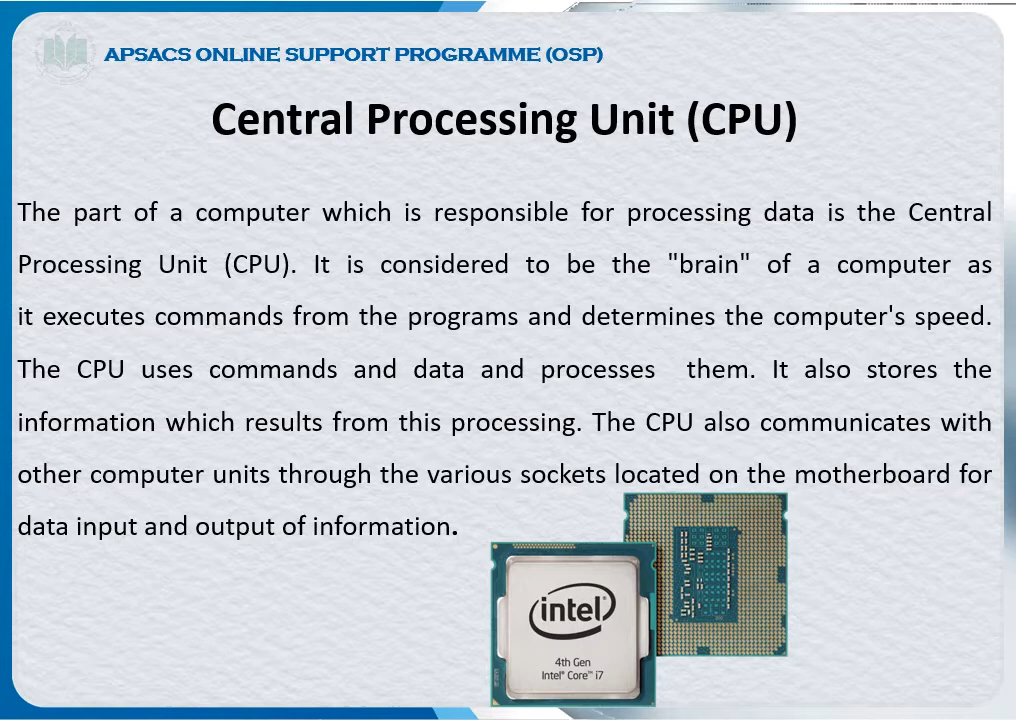 APSACS ONLINE SUPPORT PROGRAMME (OSP)
Central Processing Unit (CPU)
The part of a computer which is responsible for processing data is the Central
Processing Unit (CPU). It is considered to be the "brain" of a computer as
it executes commands from the programs and determines the computer's speed.
The CPU uses commands and data and processes them. It also stores the
information which results from this processing. The CPU also communicates with
other computer units through the various sockets located on the motherboard for
data input and output of information.
intel®
4th Gen
Intel® Core™ i7